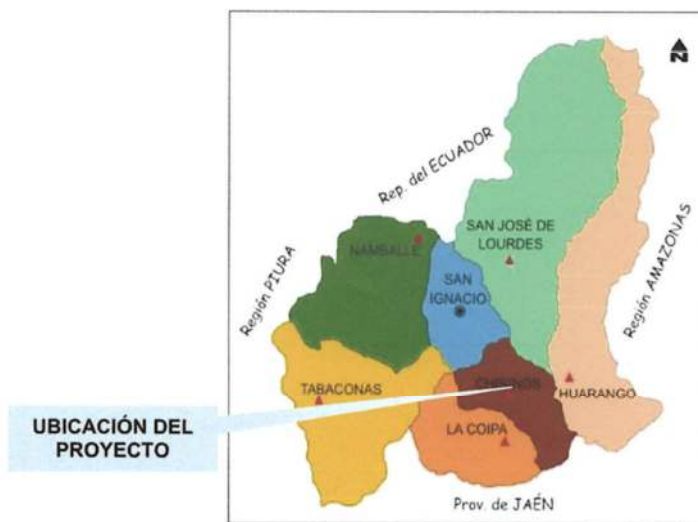 N
Rep. del ECUADOR
SAN JOSÉ DE
LOURDES
NAMBALLE
SAN
IGNACIO
Región PIURA
Región AMAZONAS
TABACONAS
CHIRINOS
HUARANGO
LA COIPA
UBICACIÓN DEL
PROYECTO
Prov. de JAÉN